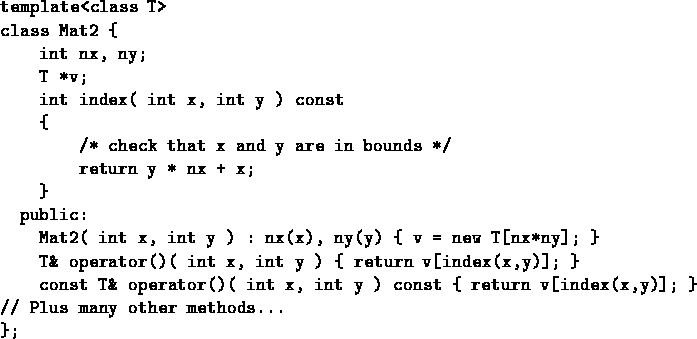 template<class T>
class Mat2 {
    int nx, ny;
    T *v;
    int index( int x, int y ) const
    {
        /* check that x and y are in bounds */
        return y * nx + x;
    }
  public:
    Mat2( int x, int y ) : nx(x), ny(y) { v = new T[nx*ny]; }
    T& operator()( int x, int y ) { return v[index(x,y)]; }
    const T& operator()( int x, int y ) const { return v[index(x,y)]; }
// Plus many other methods...
};